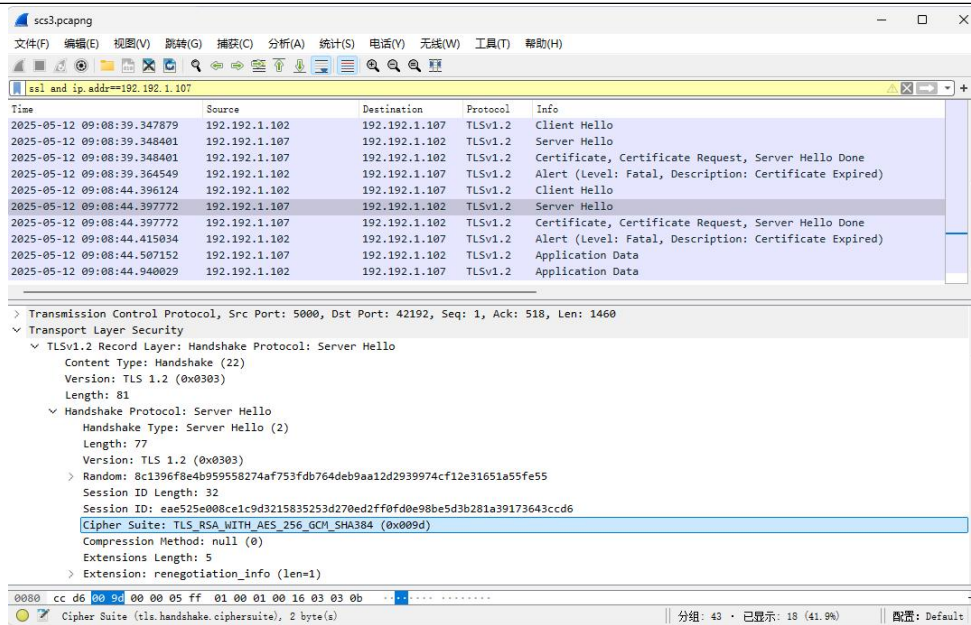 scs3.pcapng
文件(F) 编辑(E) 视图(V) 跳转(G) 捕获(C) 分析(A) 统计(S) 电话(Y) 无线(W) 工具(T) 帮助(H)
ssl and ip.addr==192.192.1.107
Time Source Destination Protocol Info
2025-05-12 09:08:39.347879 192.192.1.102 192.192.1.107 TLSv1.2 Client Hello
2025-05-12 09:08:39.348401 192.192.1.107 192.192.1.102 TLSv1.2 Server Hello
2025-05-12 09:08:39.348401 192.192.1.107 192.192.1.102 TLSv1.2 Certificate, Certificate Request, Server Hello Done
2025-05-12 09:08:39.364549 192.192.1.102 192.192.1.107 TLSv1.2 Alert (Level: Fatal, Description: Certificate Expired)
2025-05-12 09:08:44.396124 192.192.1.102 192.192.1.107 TLSv1.2 Client Hello
2025-05-12 09:08:44.397772 192.192.1.107 192.192.1.102 TLSv1.2 Server Hello
2025-05-12 09:08:44.397772 192.192.1.107 192.192.1.102 TLSv1.2 Certificate, Certificate Request, Server Hello Done
2025-05-12 09:08:44.415034 192.192.1.102 192.192.1.107 TLSv1.2 Alert (Level: Fatal, Description: Certificate Expired)
2025-05-12 09:08:44.507152 192.192.1.102 192.192.1.107 TLSv1.2 Application Data
2025-05-12 09:08:44.940029 192.192.1.102 192.192.1.107 TLSv1.2 Application Data
Transmission Control Protocol, Src Port: 5000, Dst Port: 42192, Seq: 1, Ack: 518, Len: 1460
Transport Layer Security
TLSv1.2 Record Layer: Handshake Protocol: Server Hello
Content Type: Handshake (22)
Version: TLS 1.2 (0x0303)
Length: 81
Handshake Protocol: Server Hello
Handshake Type: Server Hello (2)
Length: 77
Version: TLS 1.2 (0x0303)
Random: 8c1396f8e4b959558274af753fdb764deb9aa12d2939974cf12e31651a55fe55
Session ID Length: 32
Session ID: eae525e008ce1c9d3215835253d270ed2ff0fd0e98be5d3b281a39173643ccd6
Cipher Suite: TLS_RSA_WITH_AES_256_GCM_SHA384 (0x009d)
Compression Method: null (0)
Extensions Length: 5
Extension: renegotiation_info (len=1)
0080 cc d6 00 9d 00 00 05 ff 01 00 01 00 16 03 03 0b ········ ········
Cipher Suite (tls.handshake.ciphersuite), 2 byte(s) 分组: 43 · 已显示: 18 (41.9%) 配置: Default